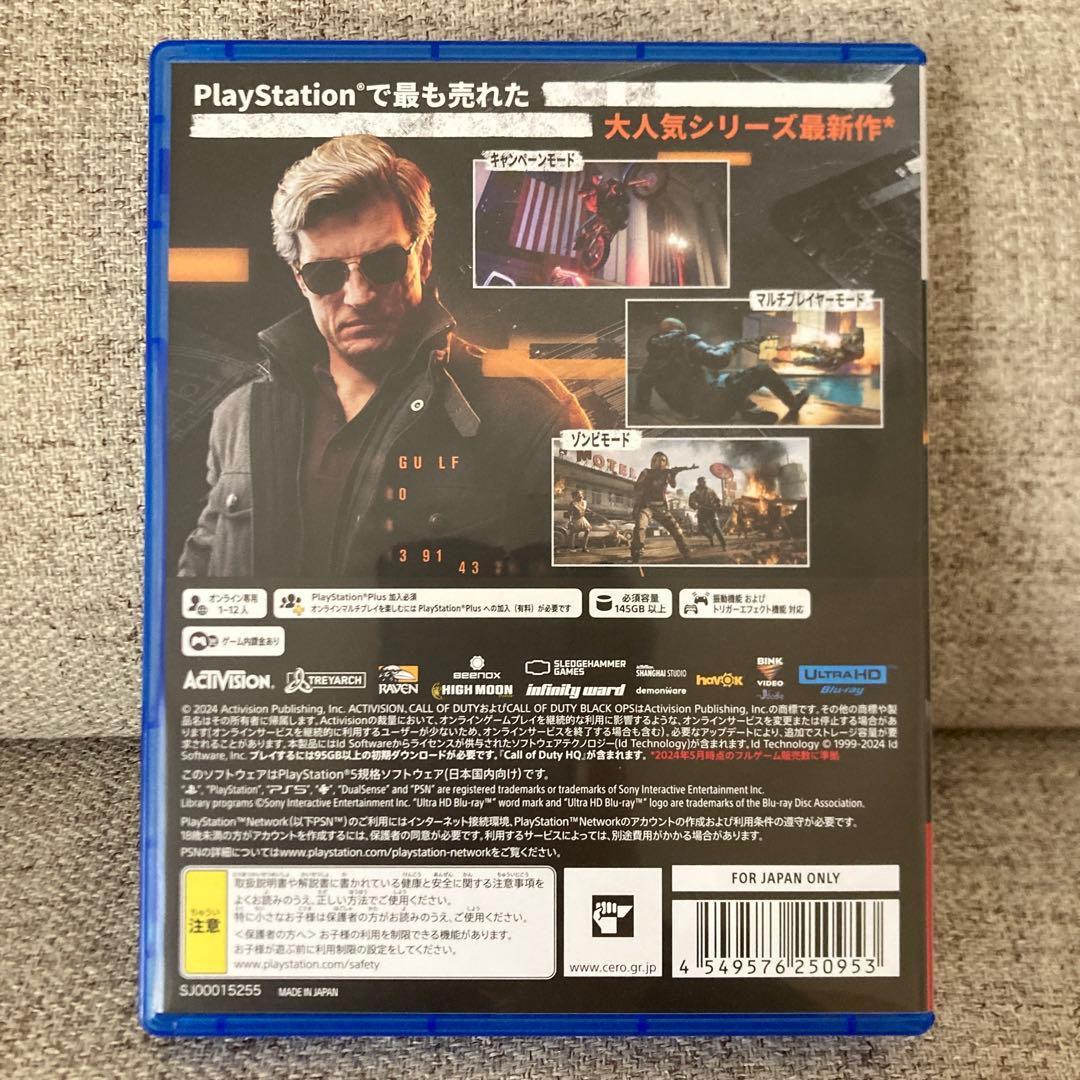 PlayStation®で最も売れた
大人気シリーズ最新作*
キャンペーンモード
マルチプレイヤーモード
ゾンビモード
MOTEL
GU LF
0
3 91
43
オンライン専用
1~12人
PlayStation®Plus 加入必須
オンラインマルチプレイを楽しむには PlayStation®Plus への加入(有料)が必要です
必須容量
145GB 以上
振動機能 および
トリガーエフェクト機能 対応
ゲーム内課金あり
ACTIVISION
TREYARCH
RAVEN
BEENOX
HIGH MOON
SLEDGEHAMMER GAMES
infinity ward
ACTIVISION SHANGHAI STUDIO
demonware
havok
BINK VIDEO
ULTRA HD Blu-ray
© 2024 Activision Publishing, Inc. ACTIVISION, CALL OF DUTYおよびCALL OF DUTY BLACK OPSはActivision Publishing, Inc.の商標です。その他の商標や製
品名はその所有者に帰属します。Activisionの裁量において、オンラインゲームプレイを継続的な利用に影響するような、オンラインサービスを変更または停止する場合があ
ります(オンラインサービスを継続的に利用するユーザーが少ないため、オンラインサービスを終了する場合も含む)。必要なアップデートにより、追加でストレージ容量が要
求されることがあります。本製品にはId Softwareからライセンスが供与されたソフトウェアテクノロジー(Id Technology)が含まれます。Id Technology © 1999-2024 Id
Software, Inc. プレイするには95GB以上の初期ダウンロードが必要です。『Call of Duty HQ』が含まれます。*2024年5月時点のフルゲーム販売数に準拠
このソフトウェアはPlayStation®5規格ソフトウェア(日本国内向け)です。
"PlayStation", "PS5", "DualSense" and "PSN" are registered trademarks or trademarks of Sony Interactive Entertainment Inc.
Library programs ©Sony Interactive Entertainment Inc. "Ultra HD Blu-ray™" word mark and "Ultra HD Blu-ray™" logo are trademarks of the Blu-ray Disc Association.
PlayStation™Network(以下PSN™)のご利用にはインターネット接続環境、PlayStation™Networkのアカウントの作成および利用条件の遵守が必要です。
18歳未満の方がアカウントを作成するには、保護者の同意が必要です。利用するサービスによっては、別途費用がかかる場合があります。
PSNの詳細についてはwww.playstation.com/playstation-networkをご覧ください。
注意
取扱説明書や解説書に書かれている健康と安全に関する注意事項を
よくお読みのうえ、正しい方法でご使用ください。
特に小さなお子様は保護者の方がお読みのうえ、ご使用ください。
<保護者の方へ> お子様の利用を制限できる機能があります。
お子様が遊ぶ前に利用制限の設定をしてください。
www.playstation.com/safety
www.cero.gr.jp
FOR JAPAN ONLY
4 549576 250953
SJ00015255 MADE IN JAPAN